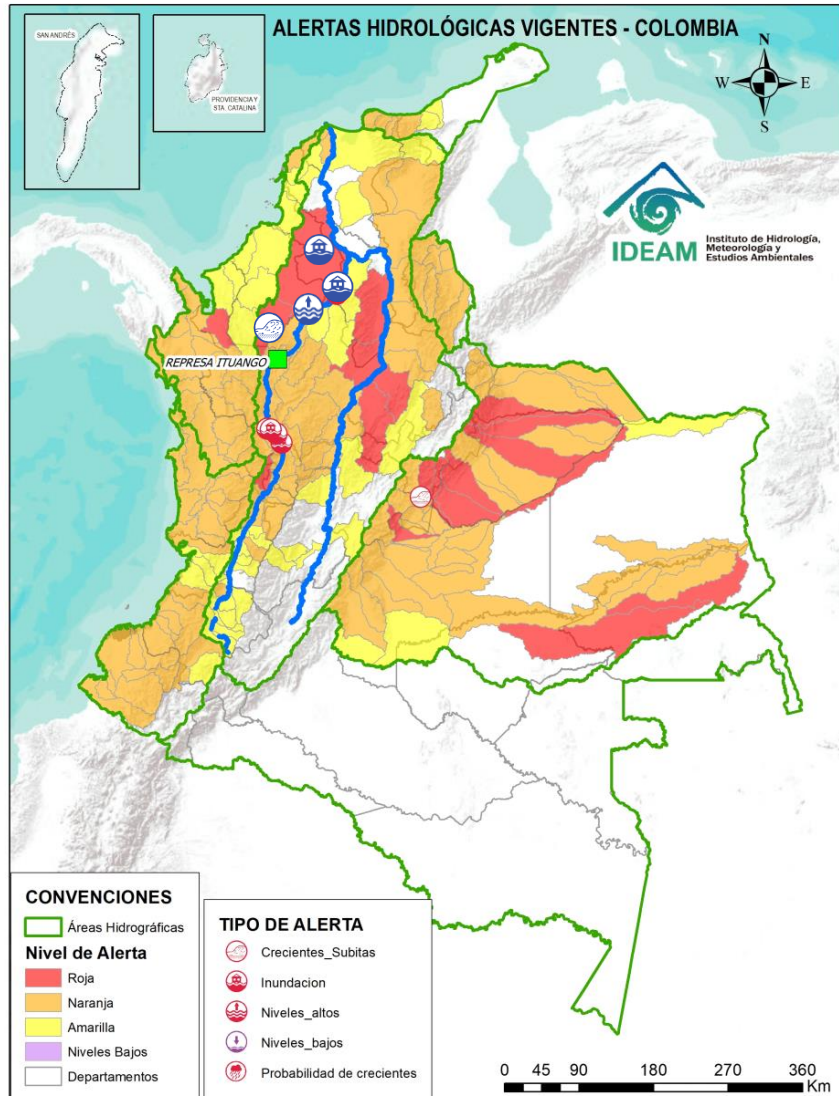 ALERTAS HIDROLÓGICAS VIGENTES - COLOMBIA
SAN ANDRÉS
PROVIDENCIA Y
STA. CATALINA
N
W
E
S
IDEAM
Instituto de Hidrología,
Meteorología y
Estudios Ambientales
REPRESA ITUANGO
CONVENCIONES
Áreas Hidrográficas
Nivel de Alerta
Roja
Naranja
Amarilla
Niveles Bajos
Departamentos
TIPO DE ALERTA
Crecientes_Subitas
Inundacion
Niveles_altos
Niveles_bajos
Probabilidad de crecientes
0 45 90 180 270 360
Km